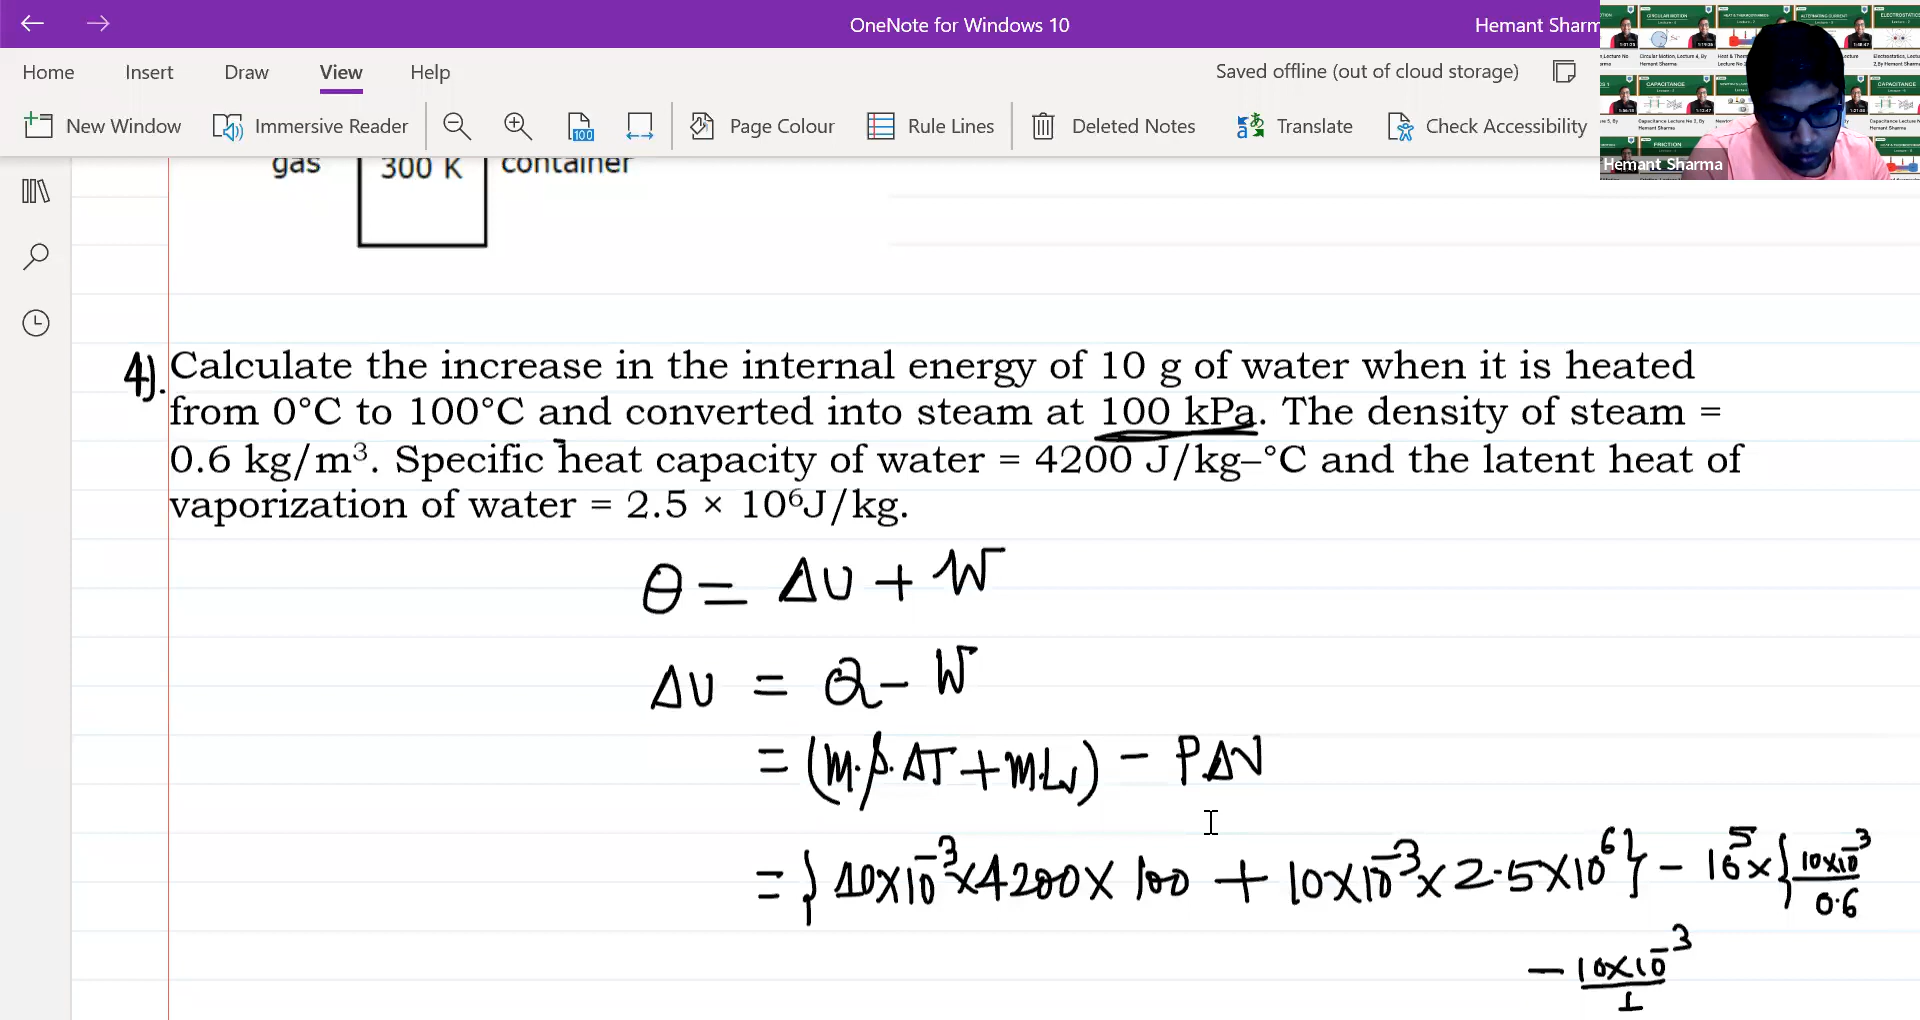 OneNote for Windows 10
Hemant Sharm
Home Insert Draw View Help
Saved offline (out of cloud storage)
New Window Immersive Reader 100 Page Colour Rule Lines Deleted Notes Translate Check Accessibility
Hemant Sharma
gas 300 K container
4). Calculate the increase in the internal energy of 10 g of water when it is heated
from 0°C to 100°C and converted into steam at 100 kPa. The density of steam =
0.6 kg/m³. Specific heat capacity of water = 4200 J/kg–°C and the latent heat of
vaporization of water = 2.5 × 10⁶J/kg.
Q = ΔU + W
ΔU = Q – W
= (m.s.ΔT + m.Lv) – PΔV
= {10×10⁻³×4200×100 + 10×10⁻³×2.5×10⁶} – 10⁵×{10×10⁻³/0.6
– 10×10⁻³/1